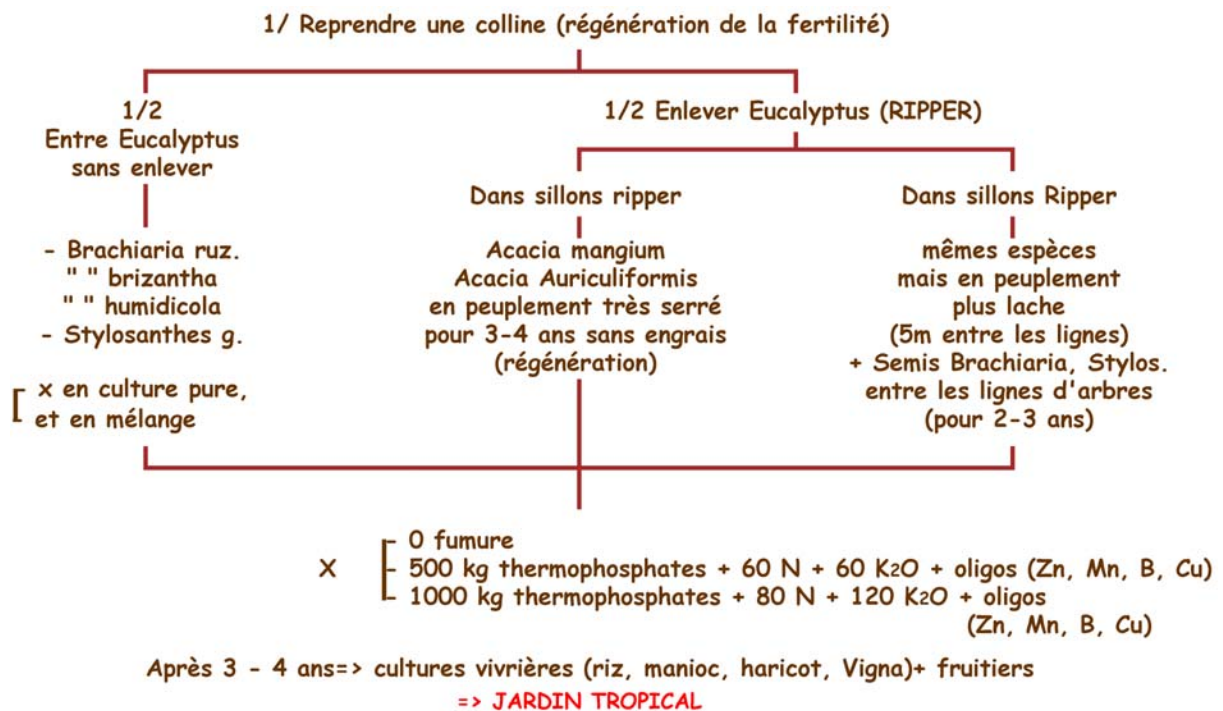 1/ Reprendre une colline (régénération de la fertilité)
1/2
Entre Eucalyptus
sans enlever
1/2 Enlever Eucalyptus (RIPPER)
- Brachiaria ruz.
" " brizantha
" " humidicola
- Stylosanthes g.
x en culture pure,
et en mélange
Dans sillons ripper
Acacia mangium
Acacia Auriculiformis
en peuplement très serré
pour 3-4 ans sans engrais
(régénération)
Dans sillons Ripper
mêmes espèces
mais en peuplement
plus lache
(5m entre les lignes)
+ Semis Brachiaria, Stylos.
entre les lignes d'arbres
(pour 2-3 ans)
X
- 0 fumure
- 500 kg thermophosphates + 60 N + 60 K2O + oligos (Zn, Mn, B, Cu)
- 1000 kg thermophosphates + 80 N + 120 K2O + oligos
(Zn, Mn, B, Cu)
Après 3 - 4 ans=> cultures vivrières (riz, manioc, haricot, Vigna)+ fruitiers
=> JARDIN TROPICAL